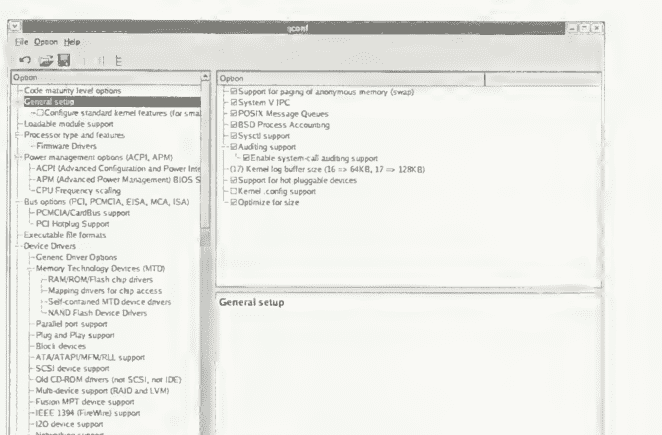 qconf
File Option Help
Option
Code maturity level options
General setup
Configure standard kernel features (for smal
Loadable module support
Processor type and features
Firmware Drivers
Power management options (ACPI, APM)
ACPI (Advanced Configuration and Power Inte
APM (Advanced Power Management) BIOS S
CPU Frequency scaling
Bus options (PCI, PCMCIA, EISA, MCA, ISA)
PCMCIA/CardBus support
PCI Hotplug Support
Executable file formats
Device Drivers
Generic Driver Options
Memory Technology Devices (MTD)
RAM/ROM/Flash chip drivers
Mapping drivers for chip access
Self-contained MTD device drivers
NAND Flash Device Drivers
Parallel port support
Plug and Play support
Block devices
ATA/ATAPI/MFM/RLL support
SCSI device support
Old CD-ROM drivers (not SCSI, not IDE)
Multi-device support (RAID and LVM)
Fusion MPT device support
IEEE 1394 (FireWire) support
I2O device support
Networking support
Option
Support for paging of anonymous memory (swap)
System V IPC
POSIX Message Queues
BSD Process Accounting
Sysctl support
Auditing support
Enable system-call auditing support
(17) Kernel log buffer size (16 => 64KB, 17 => 128KB)
Support for hot pluggable devices
Kernel .config support
Optimize for size
General setup